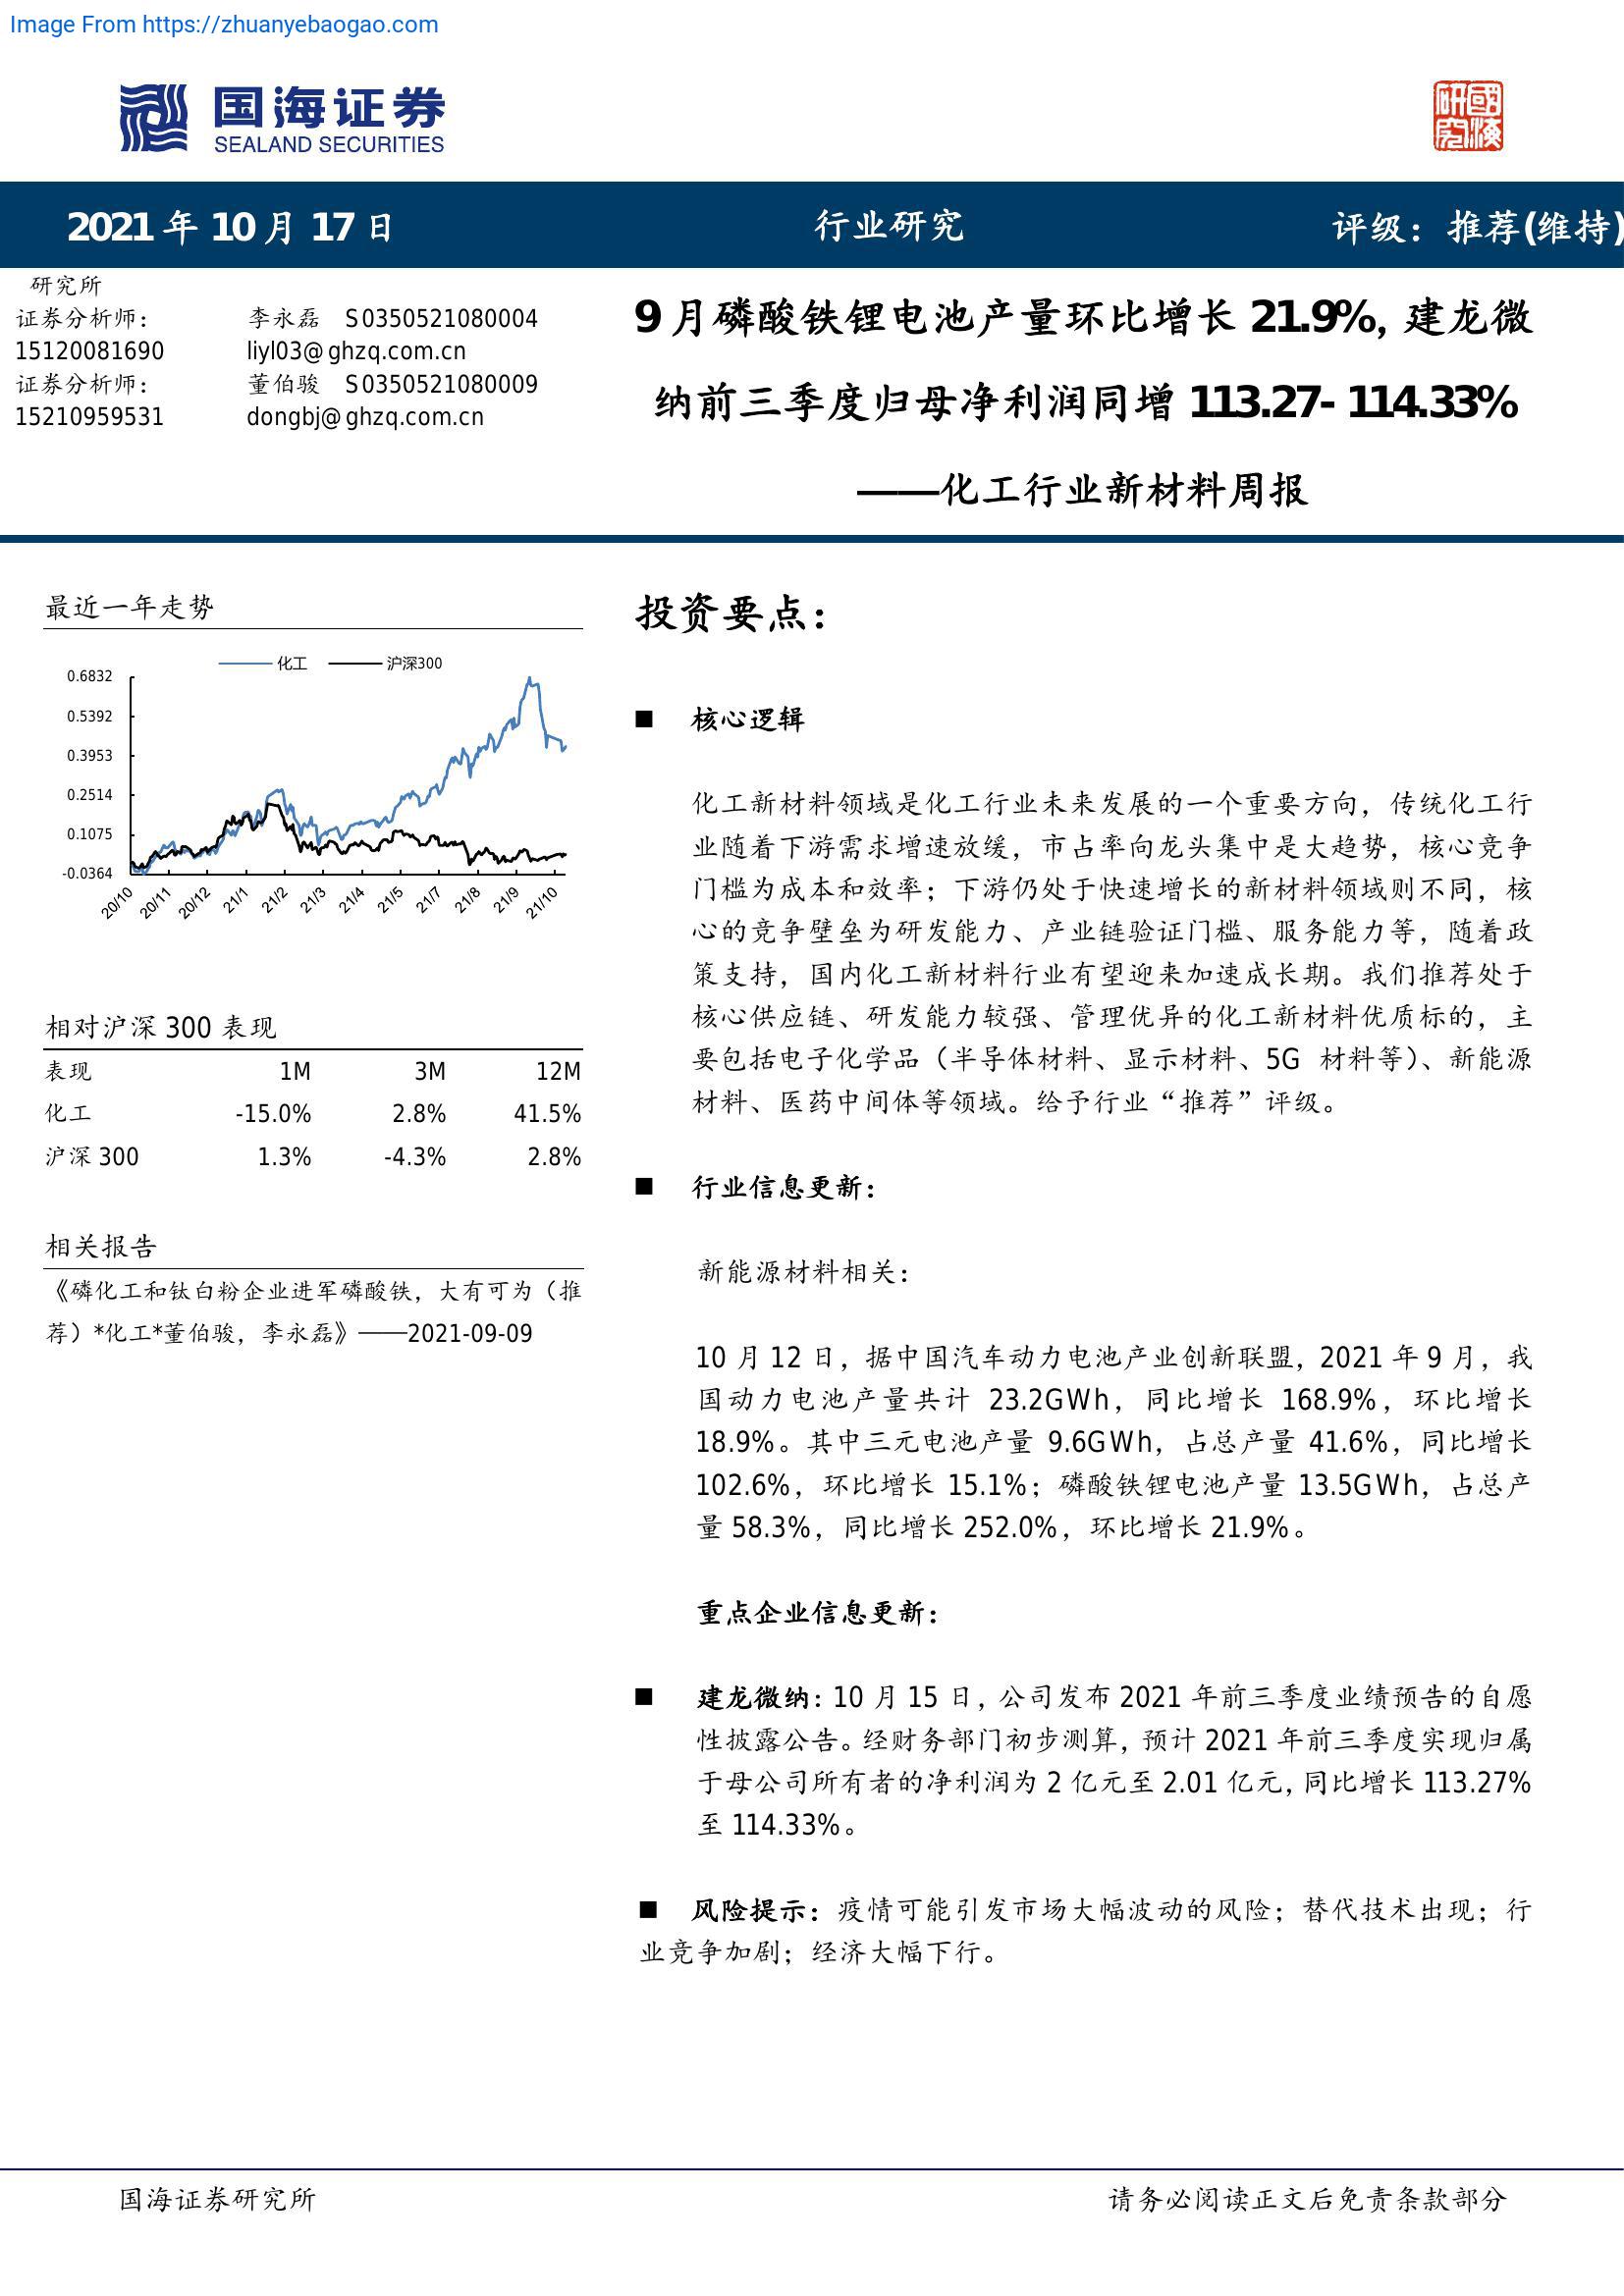 Image From https://zhuanyebaogao.com
国海证券
SEALAND SECURITIES
國海研究
2021 年 10 月 17 日
行业研究
评级：推荐(维持)
研究所
证券分析师：
李永磊 S0350521080004
15120081690
liyl03@ghzq.com.cn
证券分析师：
董伯骏 S0350521080009
15210959531
dongbj@ghzq.com.cn
9 月磷酸铁锂电池产量环比增长 21.9%, 建龙微
纳前三季度归母净利润同增 113.27- 114.33%
——化工行业新材料周报
最近一年走势
化工 沪深300
0.6832
0.5392
0.3953
0.2514
0.1075
-0.0364
20/10 20/11 20/12 21/1 21/2 21/3 21/4 21/5 21/7 21/8 21/9 21/10
相对沪深 300 表现
表现 1M 3M 12M
化工 -15.0% 2.8% 41.5%
沪深 300 1.3% -4.3% 2.8%
相关报告
《磷化工和钛白粉企业进军磷酸铁，大有可为（推
荐）*化工*董伯骏，李永磊》——2021-09-09
投资要点：
■ 核心逻辑
化工新材料领域是化工行业未来发展的一个重要方向，传统化工行
业随着下游需求增速放缓，市占率向龙头集中是大趋势，核心竞争
门槛为成本和效率；下游仍处于快速增长的新材料领域则不同，核
心的竞争壁垒为研发能力、产业链验证门槛、服务能力等，随着政
策支持，国内化工新材料行业有望迎来加速成长期。我们推荐处于
核心供应链、研发能力较强、管理优异的化工新材料优质标的，主
要包括电子化学品（半导体材料、显示材料、5G 材料等）、新能源
材料、医药中间体等领域。给予行业“推荐”评级。
■ 行业信息更新：
新能源材料相关：
10 月 12 日，据中国汽车动力电池产业创新联盟，2021 年 9 月，我
国动力电池产量共计 23.2GWh，同比增长 168.9%，环比增长
18.9%。其中三元电池产量 9.6GWh，占总产量 41.6%，同比增长
102.6%，环比增长 15.1%；磷酸铁锂电池产量 13.5GWh，占总产
量 58.3%，同比增长 252.0%，环比增长 21.9%。
重点企业信息更新：
■ 建龙微纳：10 月 15 日，公司发布 2021 年前三季度业绩预告的自愿
性披露公告。经财务部门初步测算，预计 2021 年前三季度实现归属
于母公司所有者的净利润为 2 亿元至 2.01 亿元，同比增长 113.27%
至 114.33%。
■ 风险提示：疫情可能引发市场大幅波动的风险；替代技术出现；行
业竞争加剧；经济大幅下行。
国海证券研究所
请务必阅读正文后免责条款部分